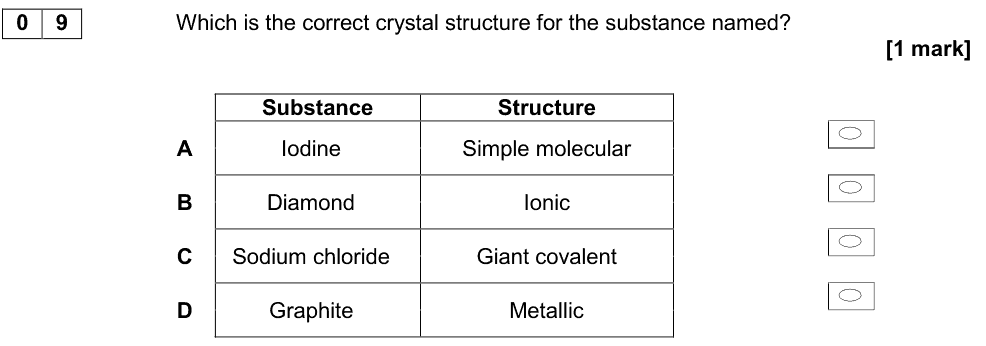 0 9 Which is the correct crystal structure for the substance named?
[1 mark]
Substance Structure
A Iodine Simple molecular
B Diamond Ionic
C Sodium chloride Giant covalent
D Graphite Metallic